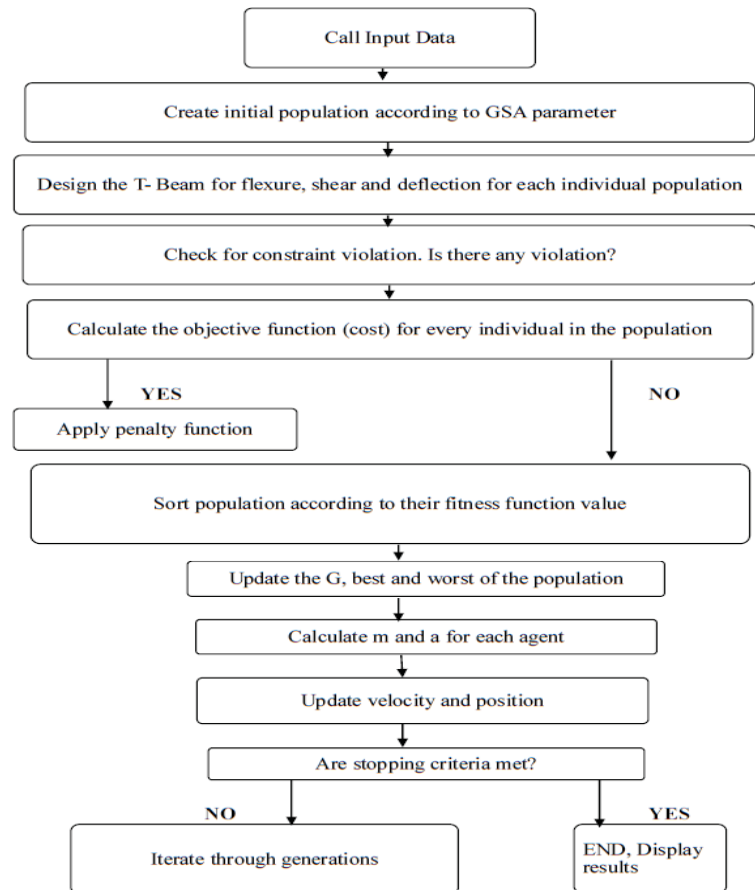 Call Input Data
Create initial population according to GSA parameter
Design the T- Beam for flexure, shear and deflection for each individual population
Check for constraint violation. Is there any violation?
Calculate the objective function (cost) for every individual in the population
YES
NO
Apply penalty function
Sort population according to their fitness function value
Update the G, best and worst of the population
Calculate m and a for each agent
Update velocity and position
Are stopping criteria met?
NO
YES
Iterate through generations
END, Display
results